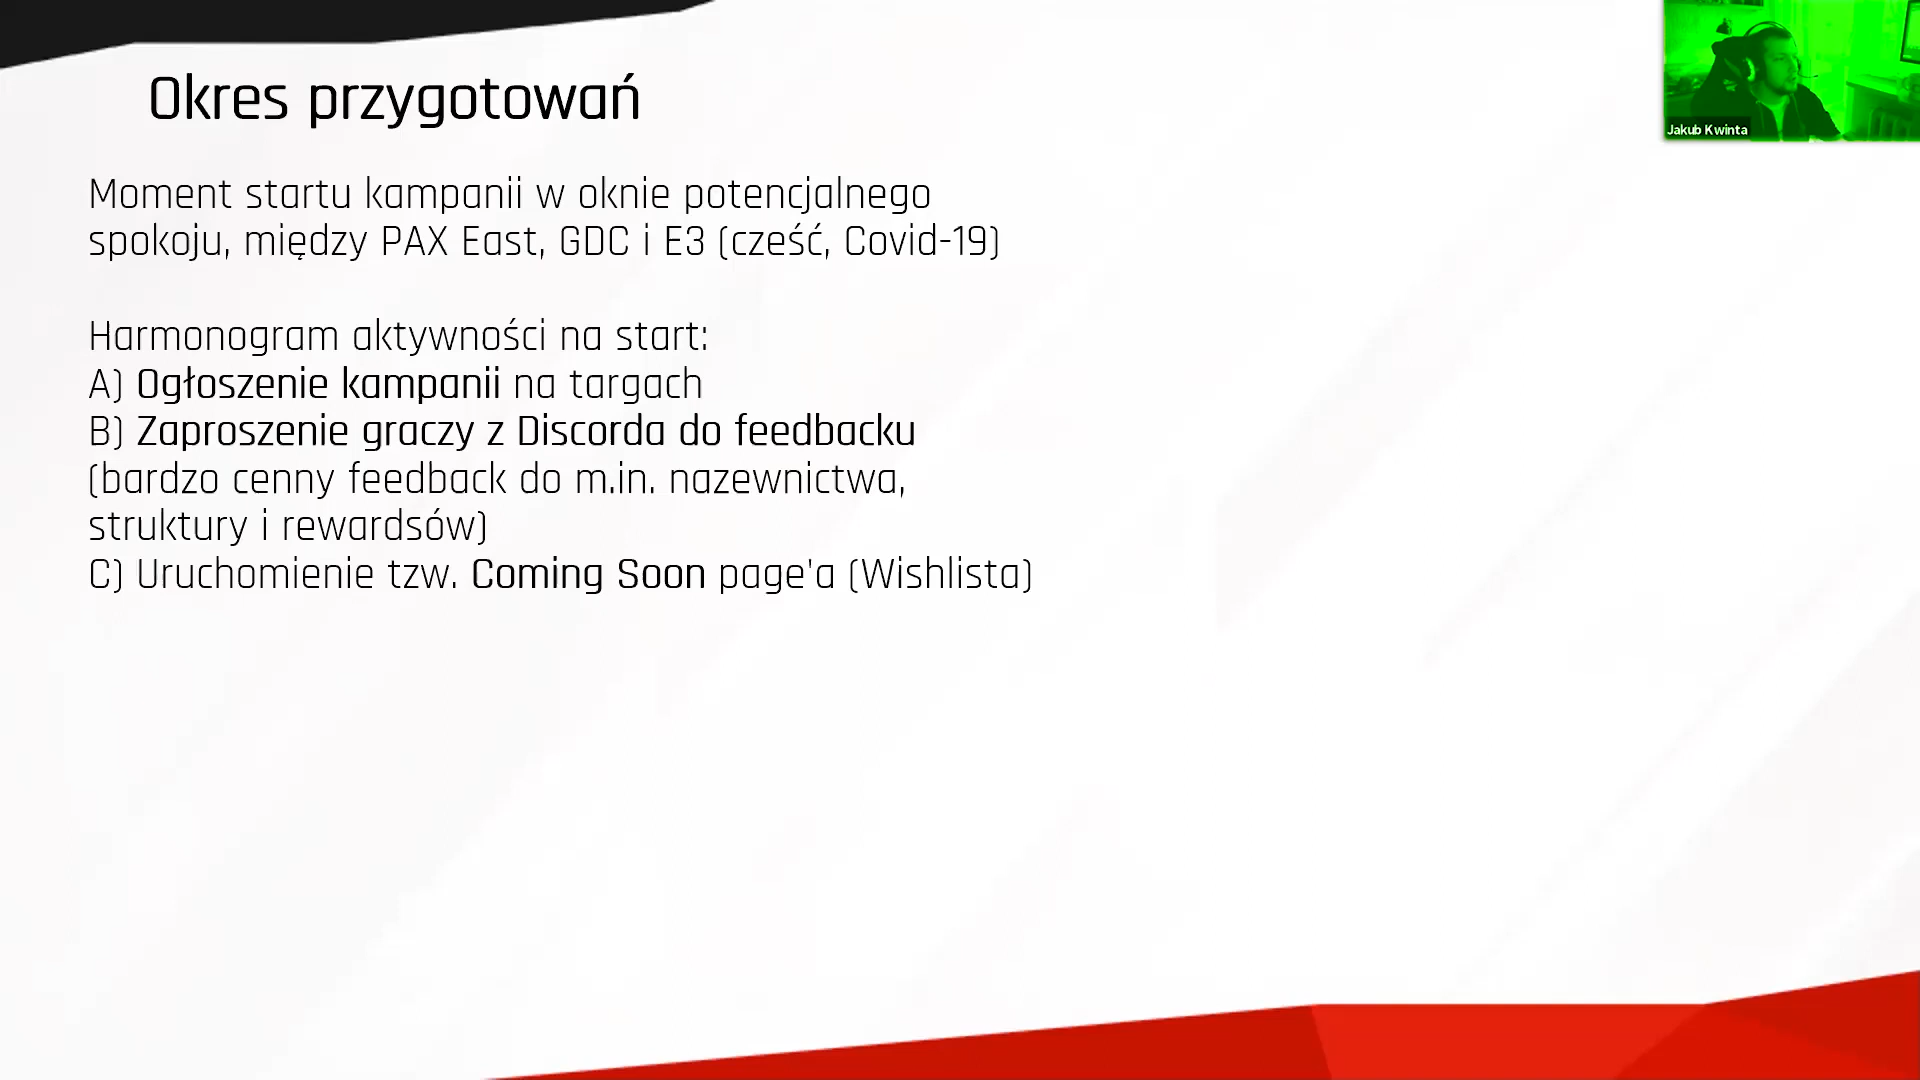 Okres przygotowań
Jakub Kwinta
Moment startu kampanii w oknie potencjalnego
spokoju, między PAX East, GDC i E3 (cześć, Covid-19)
Harmonogram aktywności na start:
A) Ogłoszenie kampanii na targach
B) Zaproszenie graczy z Discorda do feedbacku
(bardzo cenny feedback do m.in. nazewnictwa,
struktury i rewardsów)
C) Uruchomienie tzw. Coming Soon page'a (Wishlista)